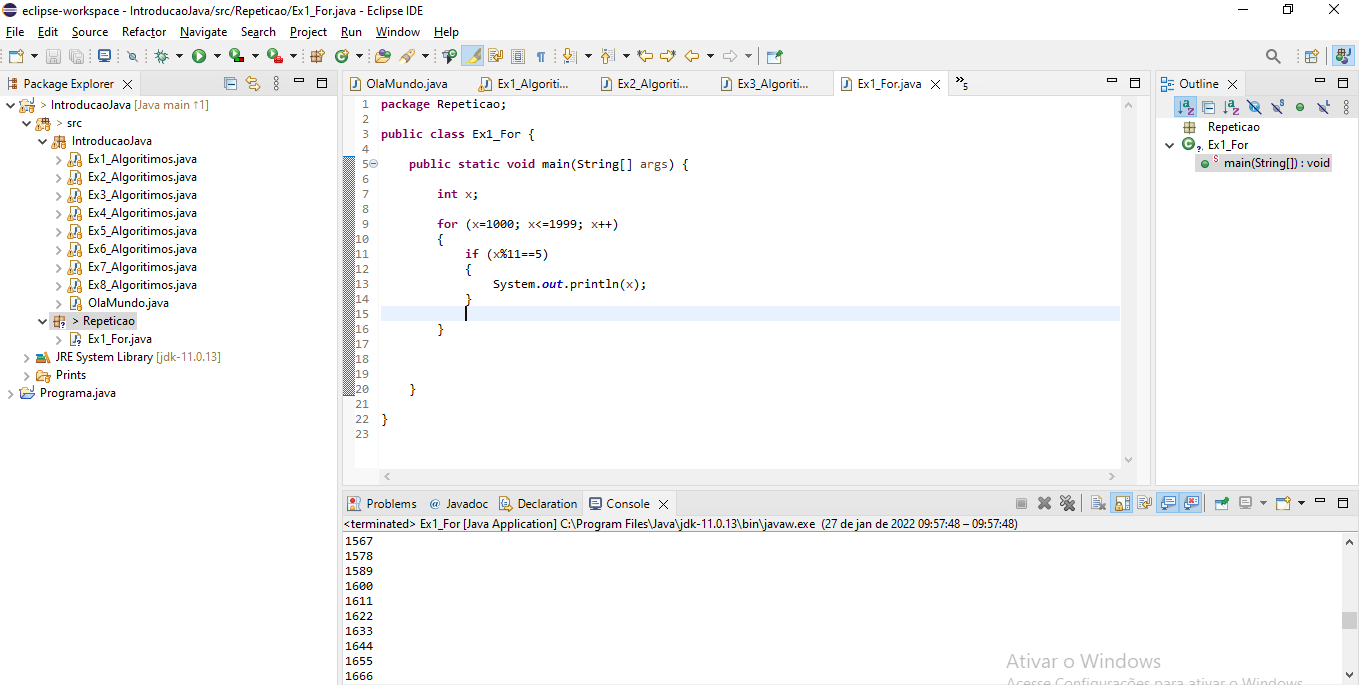 eclipse-workspace - IntroducaoJava/src/Repeticao/Ex1_For.java - Eclipse IDE
File Edit Source Refactor Navigate Search Project Run Window Help
Package Explorer
IntroducaoJava [Java main ↑1]
> src
IntroducaoJava
Ex1_Algoritimos.java
Ex2_Algoritimos.java
Ex3_Algoritimos.java
Ex4_Algoritimos.java
Ex5_Algoritimos.java
Ex6_Algoritimos.java
Ex7_Algoritimos.java
Ex8_Algoritimos.java
OlaMundo.java
> Repeticao
Ex1_For.java
JRE System Library [jdk-11.0.13]
Prints
Programa.java
OlaMundo.java Ex1_Algoriti... Ex2_Algoriti... Ex3_Algoriti... Ex1_For.java »5
1 package Repeticao;
2
3 public class Ex1_For {
4
5 public static void main(String[] args) {
6
7 int x;
8
9 for (x=1000; x<=1999; x++)
10 {
11 if (x%11==5)
12 {
13 System.out.println(x);
14 }
15
16 }
17
18
19
20 }
21
22 }
23
Outline
Repeticao
Ex1_For
main(String[]) : void
Problems @ Javadoc Declaration Console
<terminated> Ex1_For [Java Application] C:\Program Files\Java\jdk-11.0.13\bin\javaw.exe (27 de jan de 2022 09:57:48 – 09:57:48)
1567
1578
1589
1600
1611
1622
1633
1644
1655
1666
Ativar o Windows
Acesse Configurações para ativar o Windows.